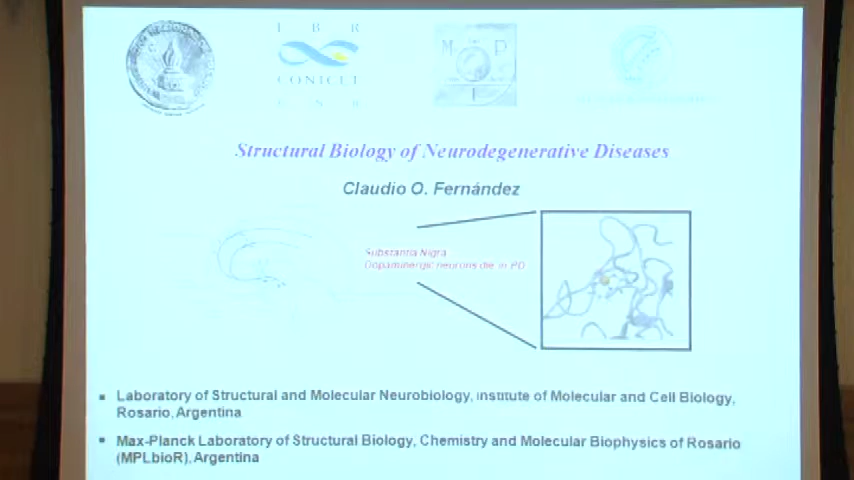 I B R
CONICET
M P
I
Structural Biology of Neurodegenerative Diseases
Claudio O. Fernández
Substantia Nigra
Dopaminergic neurons die in PD
Laboratory of Structural and Molecular Neurobiology, Institute of Molecular and Cell Biology,
Rosario, Argentina
Max-Planck Laboratory of Structural Biology, Chemistry and Molecular Biophysics of Rosario
(MPLbioR), Argentina